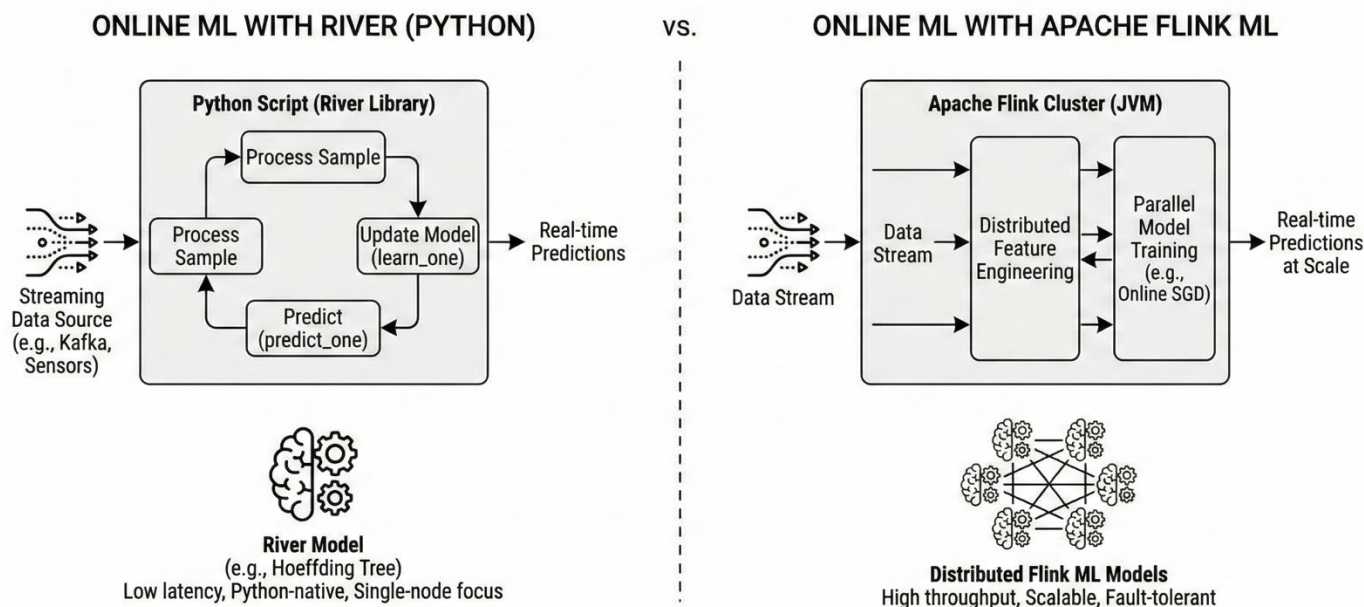 ONLINE ML WITH RIVER (PYTHON)
vs.
ONLINE ML WITH APACHE FLINK ML
Python Script (River Library)
Process Sample
Process
Sample
Update Model
(learn_one)
Predict
(predict_one)
Streaming
Data Source
(e.g., Kafka,
Sensors)
Real-time
Predictions
River Model
(e.g., Hoeffding Tree)
Low latency, Python-native, Single-node focus
Apache Flink Cluster (JVM)
Data Stream
Data
Stream
Distributed
Feature
Engineering
Parallel
Model
Training
(e.g.,
Online SGD)
Real-time
Predictions
at Scale
Distributed Flink ML Models
High throughput, Scalable, Fault-tolerant